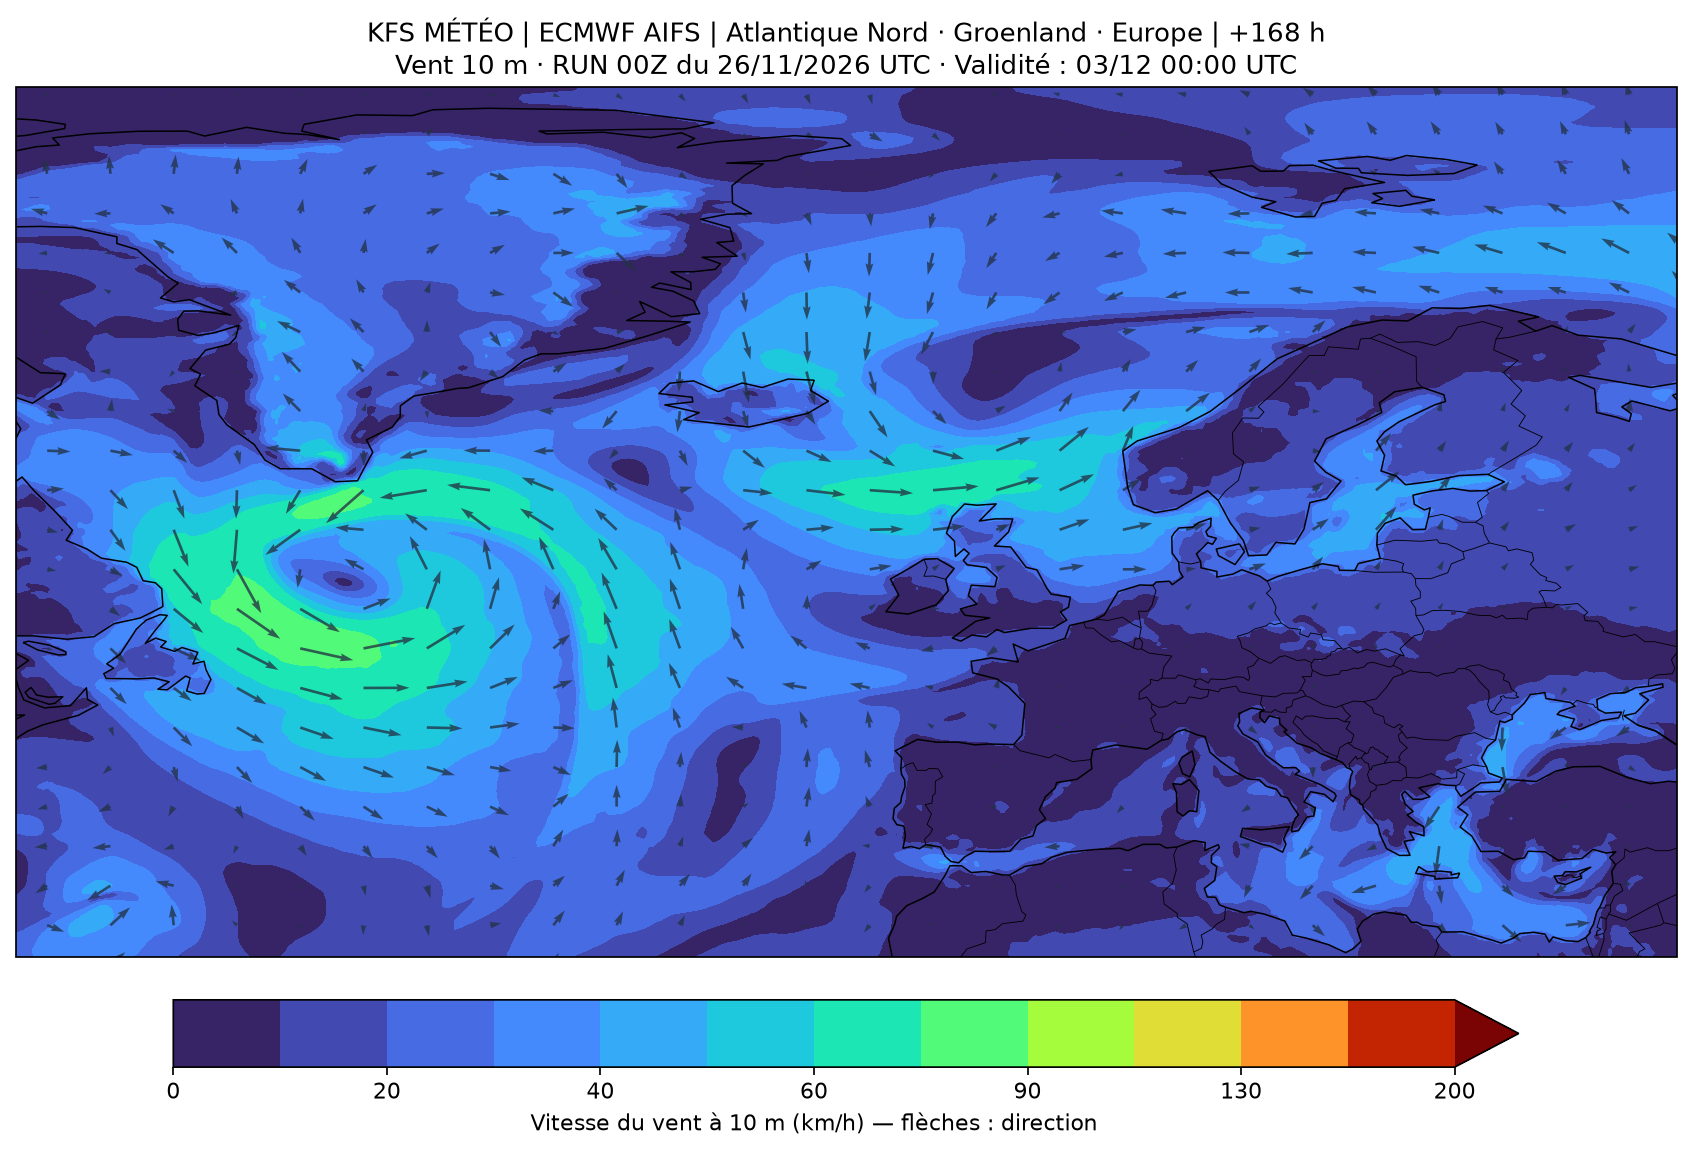 KFS MÉTÉO | ECMWF AIFS | Atlantique Nord · Groenland · Europe | +168 h
Vent 10 m · RUN 00Z du 26/11/2026 UTC · Validité : 03/12 00:00 UTC
0 20 40 60 90 130 200
Vitesse du vent à 10 m (km/h) — flèches : direction